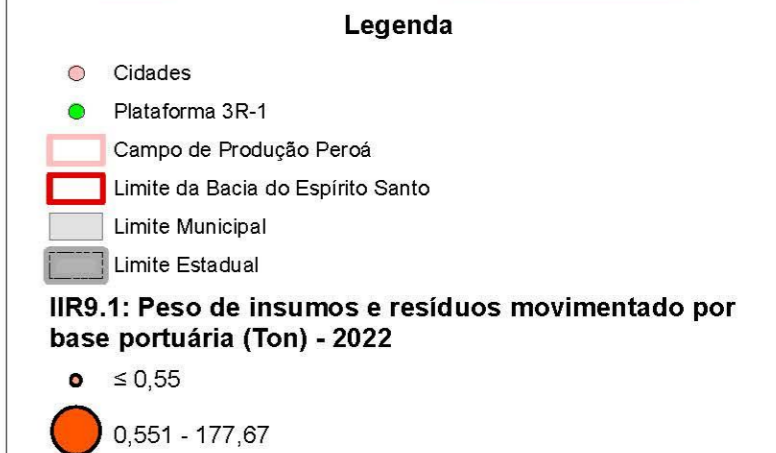 Legenda
Cidades
Plataforma 3R-1
Campo de Produção Peroá
Limite da Bacia do Espírito Santo
Limite Municipal
Limite Estadual
IIR9.1: Peso de insumos e resíduos movimentado por
base portuária (Ton) - 2022
≤ 0,55
0,551 - 177,67